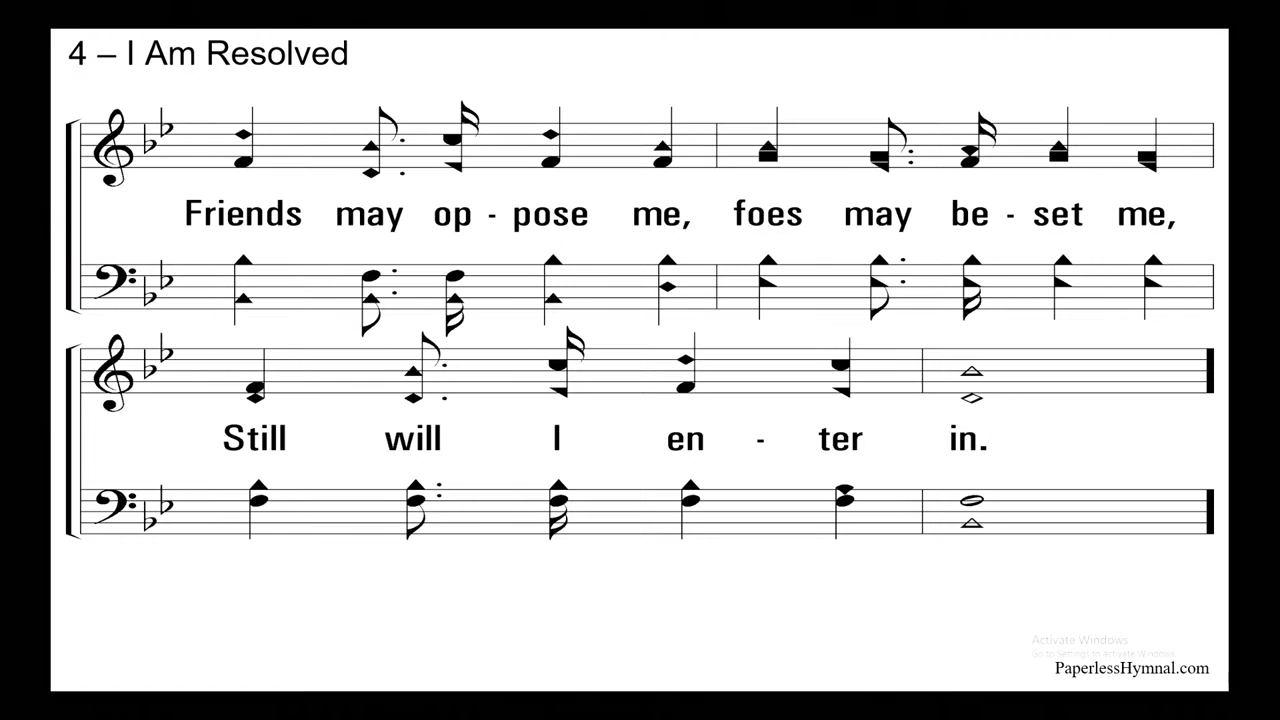 4 – I Am Resolved
Friends may op - pose me, foes may be - set me,
Still will I en - ter in.
Activate Windows
Go to Settings to activate Windows.
PaperlessHymnal.com